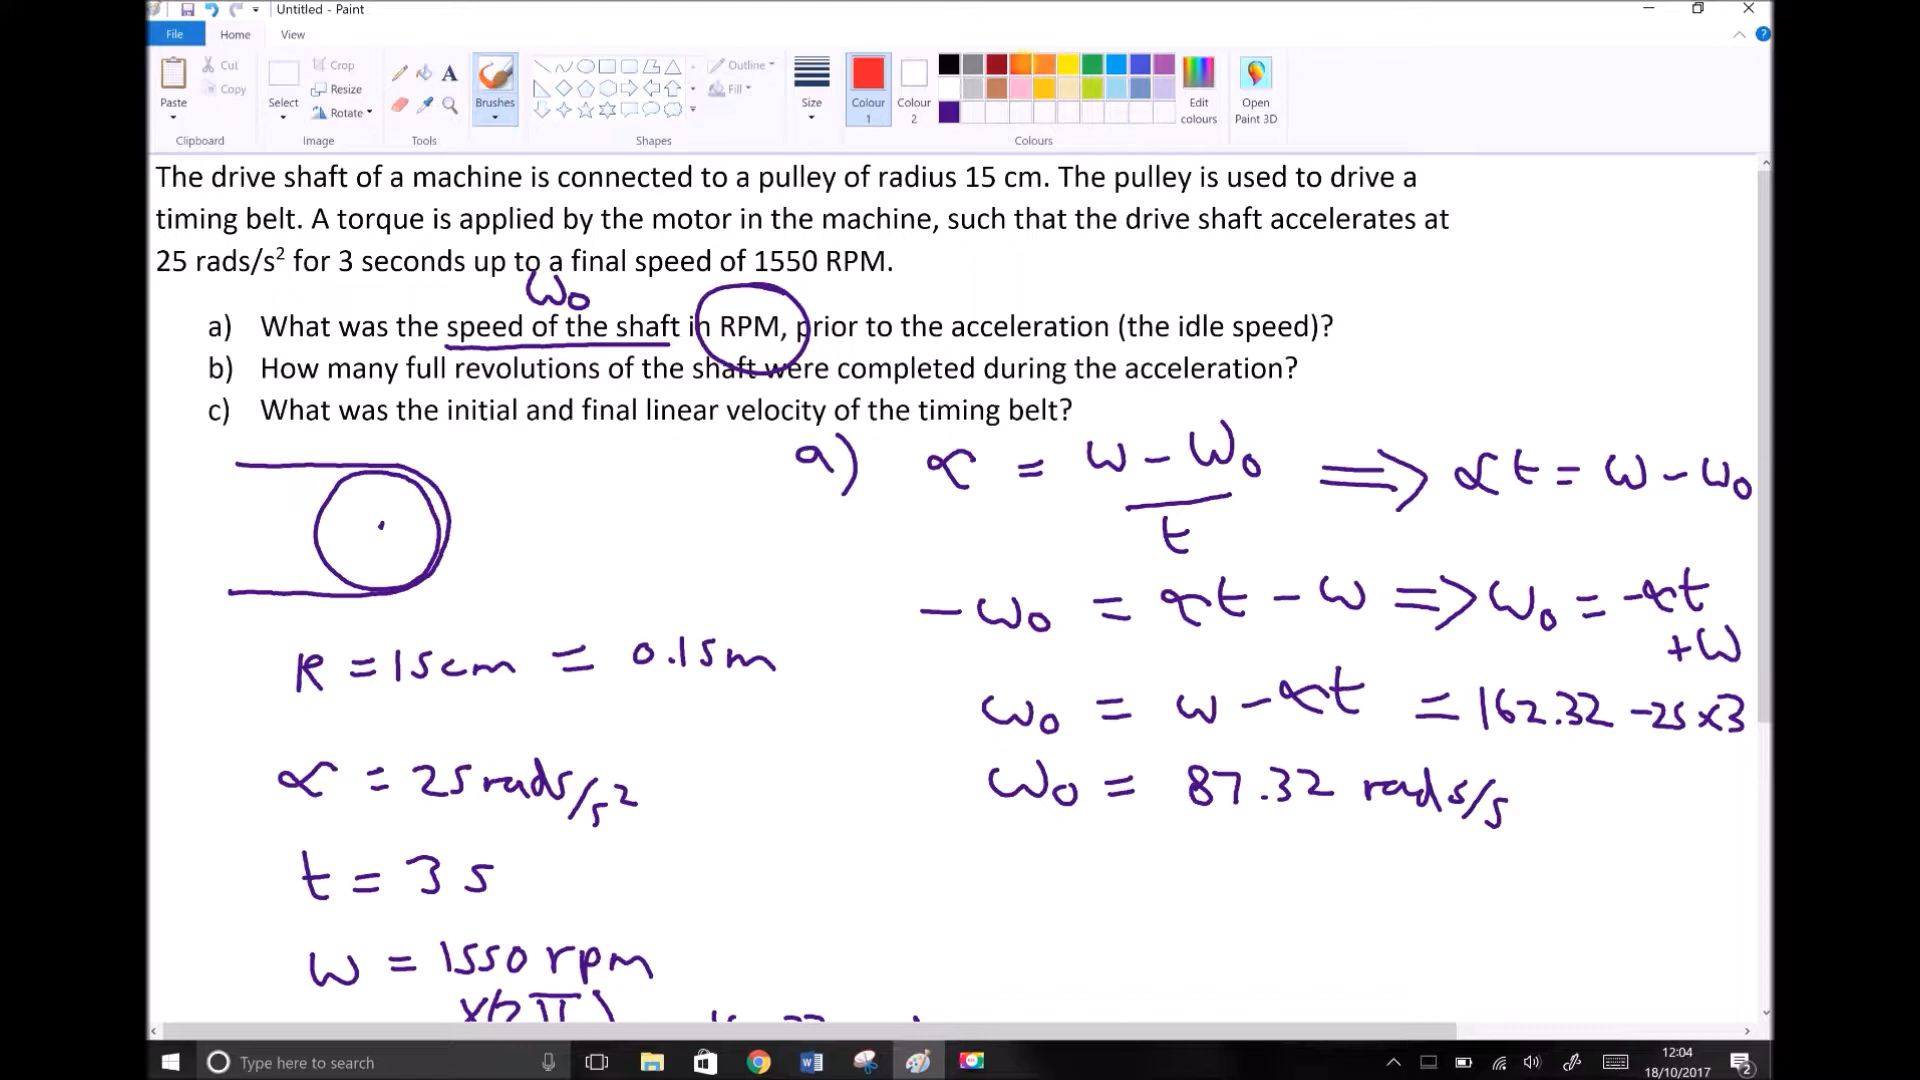 Untitled - Paint
File Home View
Paste
Cut
Copy
Clipboard
Select
Crop
Resize
Rotate
Image
Tools
Brushes
Shapes
Outline
Fill
Size
Colour 1
Colour 2
Edit colours
Open Paint 3D
Colours
The drive shaft of a machine is connected to a pulley of radius 15 cm. The pulley is used to drive a
timing belt. A torque is applied by the motor in the machine, such that the drive shaft accelerates at
25 rads/s² for 3 seconds up to a final speed of 1550 RPM.
ω₀
a) What was the speed of the shaft in RPM, prior to the acceleration (the idle speed)?
b) How many full revolutions of the shaft were completed during the acceleration?
c) What was the initial and final linear velocity of the timing belt?
a) α = ω - ω₀ / t ⟹ αt = ω - ω₀
-ω₀ = αt - ω => ω₀ = -αt
+ω
R = 15cm = 0.15m
ω₀ = ω - αt = 162.32 - 25 x 3
α = 25 rads/s²
ω₀ = 87.32 rads/s
t = 3 s
ω = 1550 rpm
Type here to search
12:04
18/10/2017
2